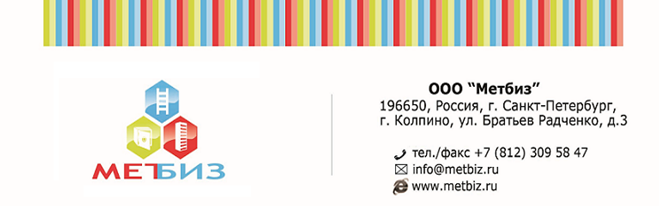 МЕТБИЗ
ООО "Метбиз"
196650, Россия, г. Санкт-Петербург,
г. Колпино, ул. Братьев Радченко, д.3
тел./факс +7 (812) 309 58 47
info@metbiz.ru
www.metbiz.ru